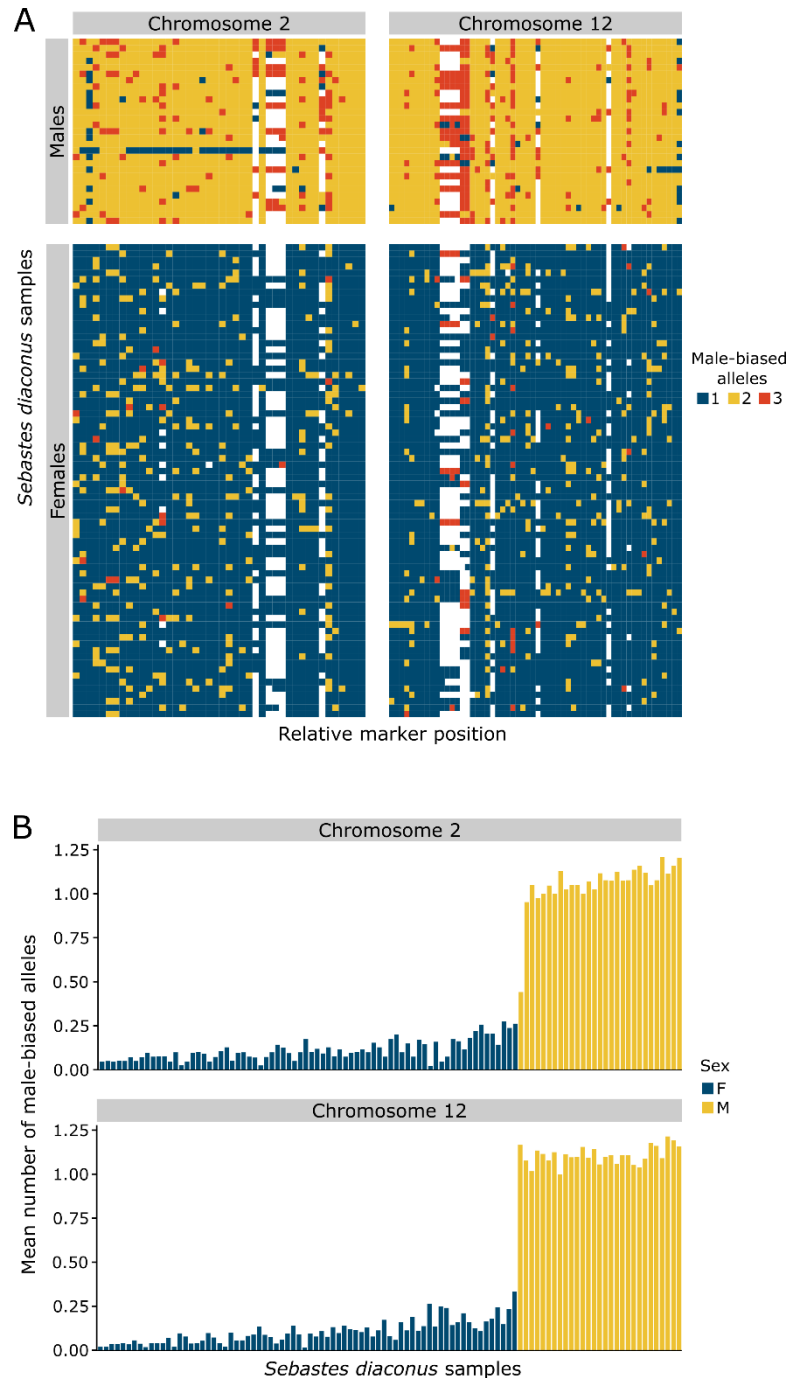 A
Chromosome 2
Chromosome 12
Males
Females
Sebastes diaconus samples
Male-biased
alleles
1 2 3
Relative marker position
B
Chromosome 2
1.25
1.00
0.75
0.50
0.25
0.00
Mean number of male-biased alleles
Sex
F
M
Chromosome 12
1.25
1.00
0.75
0.50
0.25
0.00
Sebastes diaconus samples